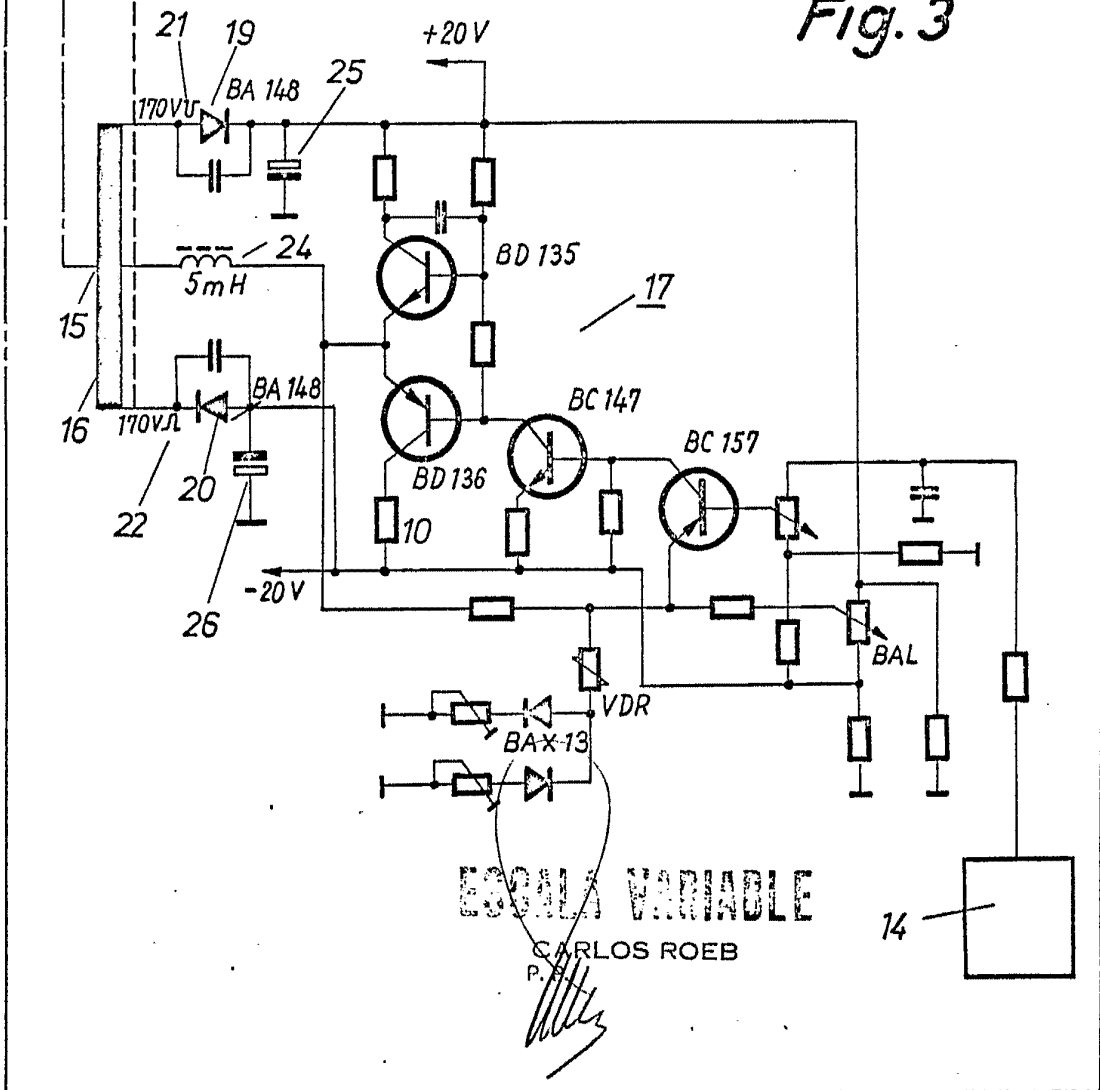 Fig. 3
21
19
+20 V
25
170V
BA 148
24
5mH
BD 135
17
15
16
170V
BA 148
BC 147
BC 157
22
20
BD 136
10
26
-20 V
BAL
VDR
BAX 13
14
ESCALA VARIABLE
CARLOS ROEB
P. P.